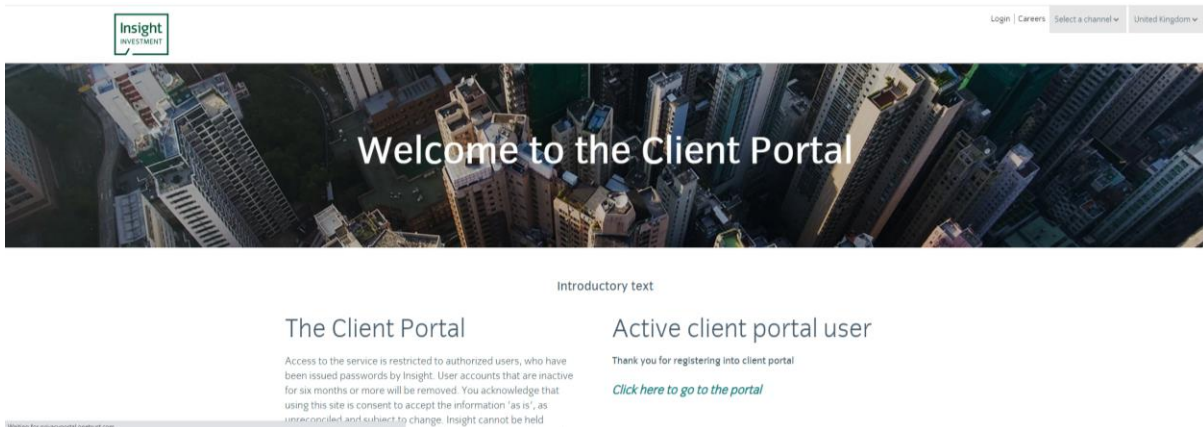 Insight
INVESTMENT
Login | Careers
Select a channel
United Kingdom
Welcome to the Client Portal
Introductory text
The Client Portal
Access to the service is restricted to authorized users, who have
been issued passwords by Insight. User accounts that are inactive
for six months or more will be removed. You acknowledge that
using this site is consent to accept the information 'as is', as
unreconciled and subject to change. Insight cannot be held
Active client portal user
Thank you for registering into client portal
Click here to go to the portal